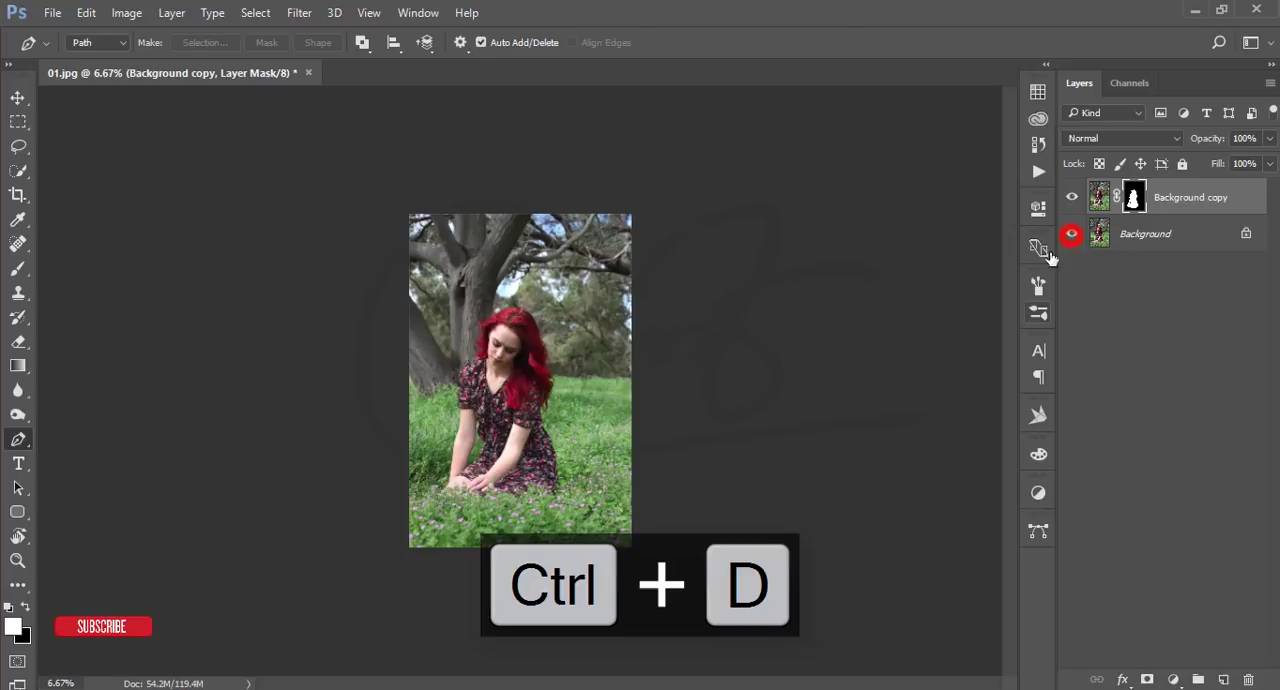 Ps File Edit Image Layer Type Select Filter 3D View Window Help
Path Make: Selection... Mask Shape Auto Add/Delete Align Edges
01.jpg @ 6.67% (Background copy, Layer Mask/8) * ×
Layers Channels
Kind
Normal Opacity: 100%
Lock: Fill: 100%
Background copy
Background
Ctrl + D
SUBSCRIBE
6.67% Doc: 54.2M/119.4M